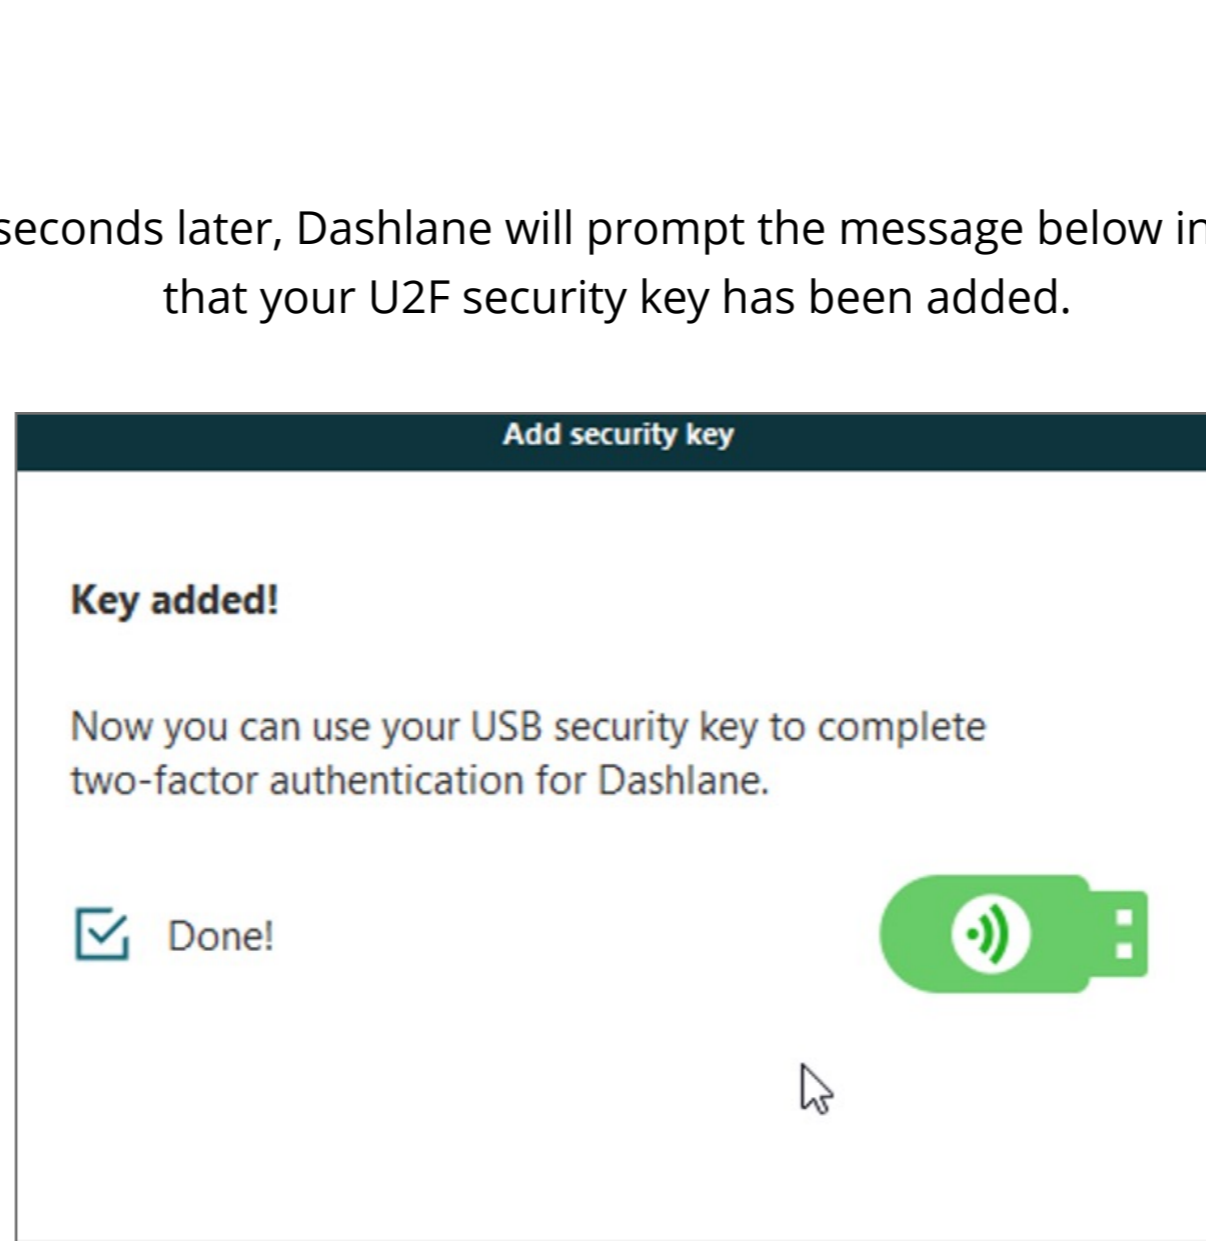 seconds later, Dashlane will prompt the message below in
that your U2F security key has been added.
Add security key
Key added!
Now you can use your USB security key to complete
two-factor authentication for Dashlane.
Done!